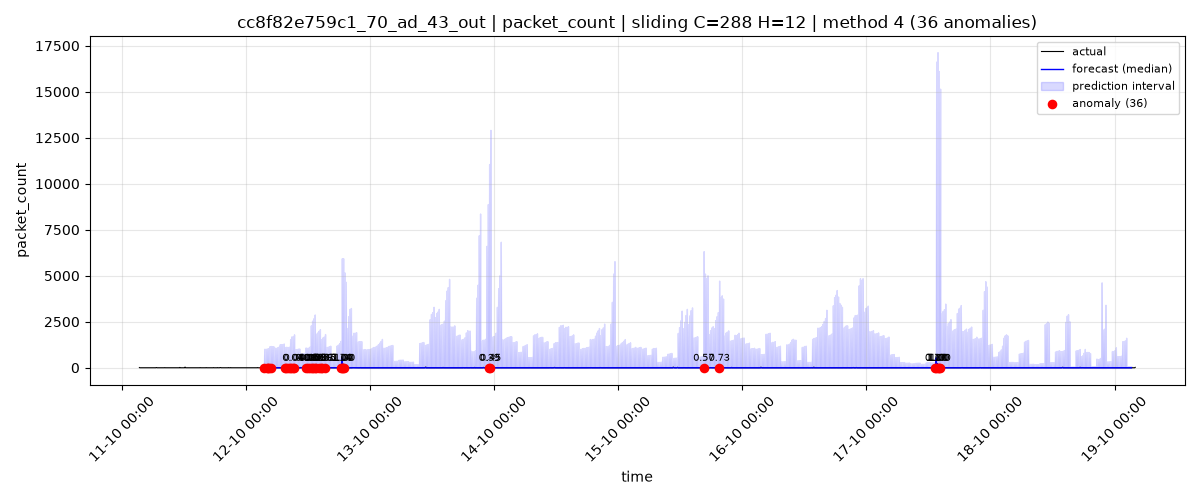 cc8f82e759c1_70_ad_43_out | packet_count | sliding C=288 H=12 | method 4 (36 anomalies)
actual
forecast (median)
prediction interval
anomaly (36)
packet_count
17500
15000
12500
10000
7500
5000
2500
0
0.57
0.73
11-10 00:00
12-10 00:00
13-10 00:00
14-10 00:00
15-10 00:00
16-10 00:00
17-10 00:00
18-10 00:00
19-10 00:00
time